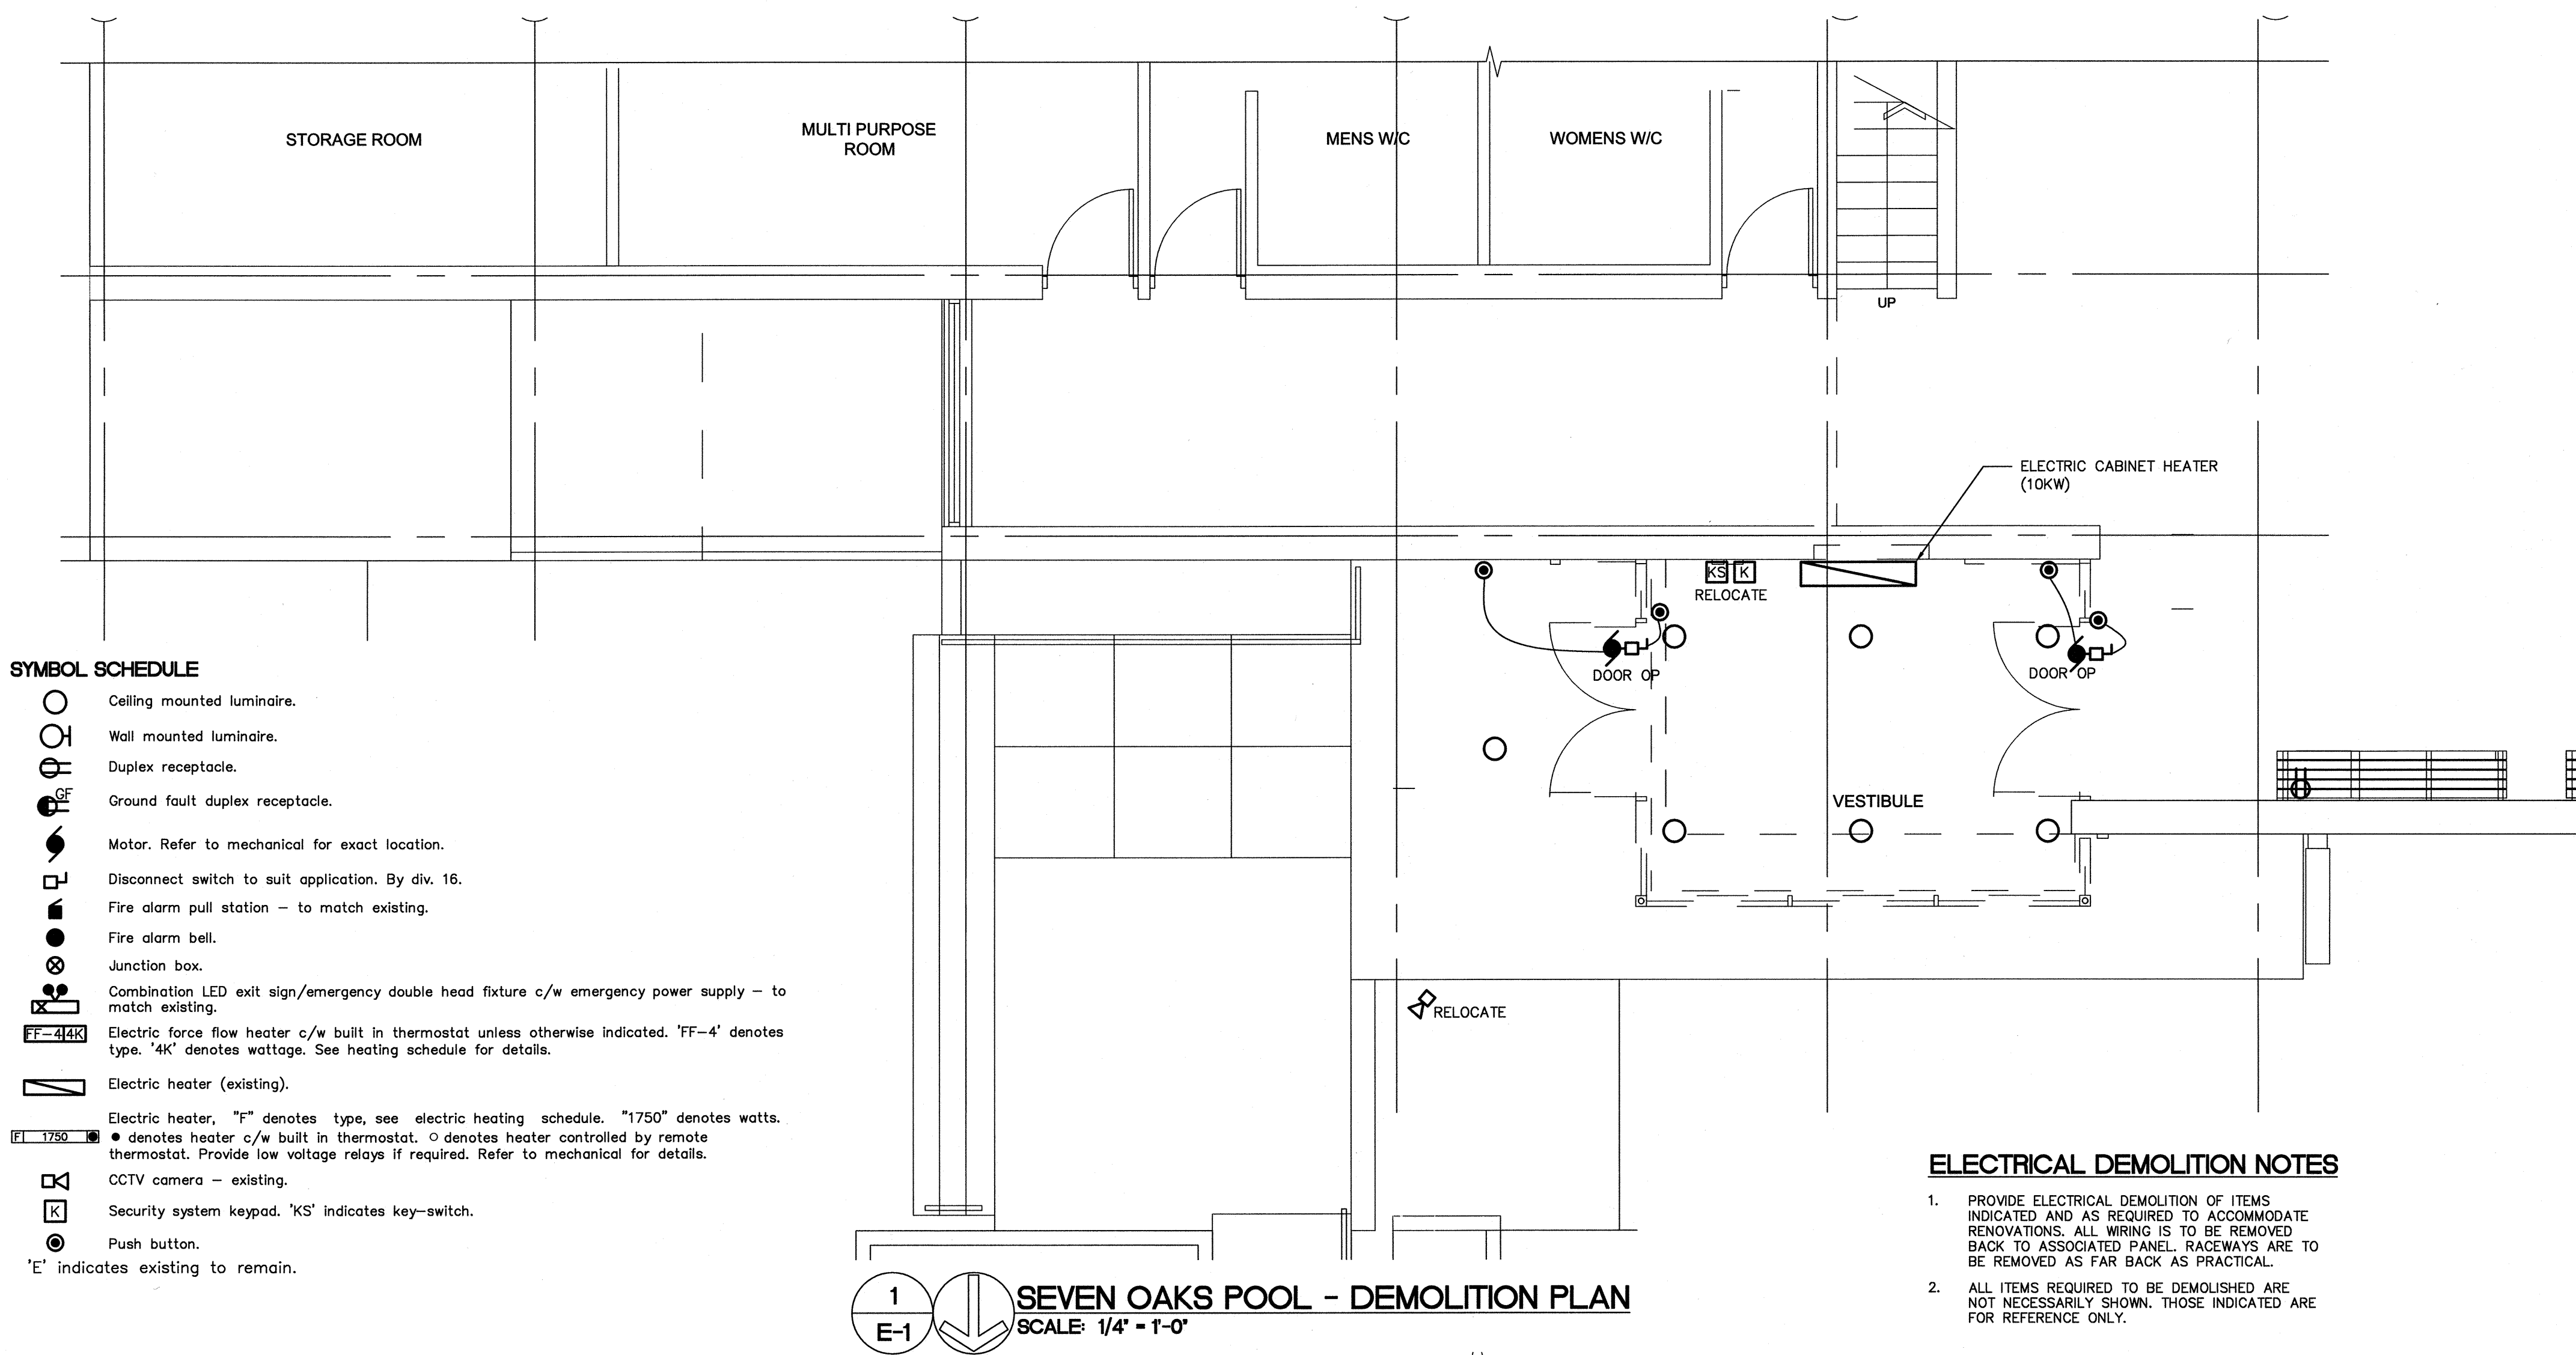 STORAGE ROOM
MULTI PURPOSE
ROOM
MENS W/C
WOMENS W/C
UP
ELECTRIC CABINET HEATER
(10KW)
KS K
RELOCATE
DOOR OP
DOOR OP
VESTIBULE
RELOCATE
SYMBOL SCHEDULE
Ceiling mounted luminaire.
Wall mounted luminaire.
Duplex receptacle.
GF Ground fault duplex receptacle.
Motor. Refer to mechanical for exact location.
Disconnect switch to suit application. By div. 16.
Fire alarm pull station – to match existing.
Fire alarm bell.
Junction box.
Combination LED exit sign/emergency double head fixture c/w emergency power supply – to
match existing.
FF-4 4K Electric force flow heater c/w built in thermostat unless otherwise indicated. 'FF-4' denotes
type. '4K' denotes wattage. See heating schedule for details.
Electric heater (existing).
Electric heater, "F" denotes type, see electric heating schedule. "1750" denotes watts.
F 1750 ● denotes heater c/w built in thermostat. ○ denotes heater controlled by remote
thermostat. Provide low voltage relays if required. Refer to mechanical for details.
CCTV camera – existing.
K Security system keypad. 'KS' indicates key-switch.
Push button.
'E' indicates existing to remain.
1
E-1
SEVEN OAKS POOL - DEMOLITION PLAN
SCALE: 1/4" = 1'-0"
ELECTRICAL DEMOLITION NOTES
1. PROVIDE ELECTRICAL DEMOLITION OF ITEMS
INDICATED AND AS REQUIRED TO ACCOMMODATE
RENOVATIONS. ALL WIRING IS TO BE REMOVED
BACK TO ASSOCIATED PANEL. RACEWAYS ARE TO
BE REMOVED AS FAR BACK AS PRACTICAL.
2. ALL ITEMS REQUIRED TO BE DEMOLISHED ARE
NOT NECESSARILY SHOWN. THOSE INDICATED ARE
FOR REFERENCE ONLY.